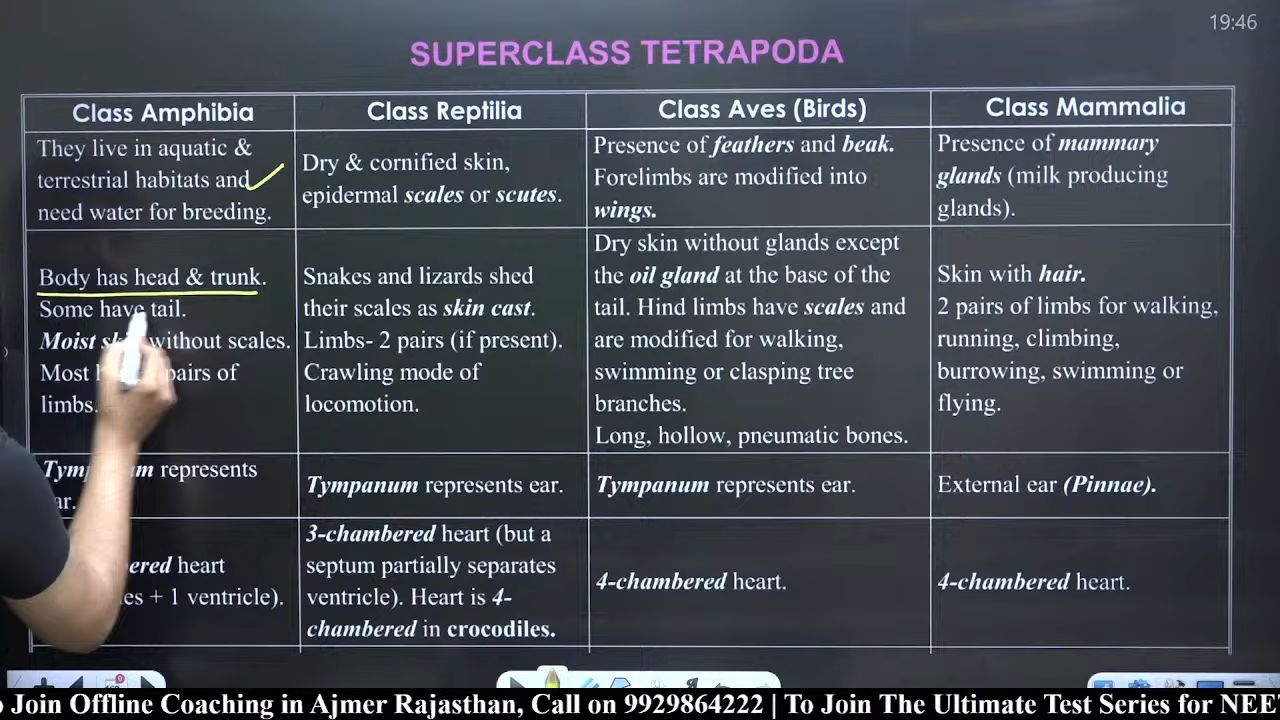 19:46
SUPERCLASS TETRAPODA
Class Amphibia
Class Reptilia
Class Aves (Birds)
Class Mammalia
They live in aquatic &
terrestrial habitats and
need water for breeding.
Dry & cornified skin,
epidermal scales or scutes.
Presence of feathers and beak.
Forelimbs are modified into
wings.
Presence of mammary
glands (milk producing
glands).
Body has head & trunk.
Some have tail.
Moist without scales.
Most pairs of
limbs.
Snakes and lizards shed
their scales as skin cast.
Limbs- 2 pairs (if present).
Crawling mode of
locomotion.
Dry skin without glands except
the oil gland at the base of the
tail. Hind limbs have scales and
are modified for walking,
swimming or clasping tree
branches.
Long, hollow, pneumatic bones.
Skin with hair.
2 pairs of limbs for walking,
running, climbing,
burrowing, swimming or
flying.
Tympanum represents
Tympanum represents ear.
Tympanum represents ear.
External ear (Pinnae).
heart
+ 1 ventricle).
3-chambered heart (but a
septum partially separates
ventricle). Heart is 4-
chambered in crocodiles.
4-chambered heart.
4-chambered heart.
Join Offline Coaching in Ajmer Rajasthan, Call on 9929864222 | To Join The Ultimate Test Series for